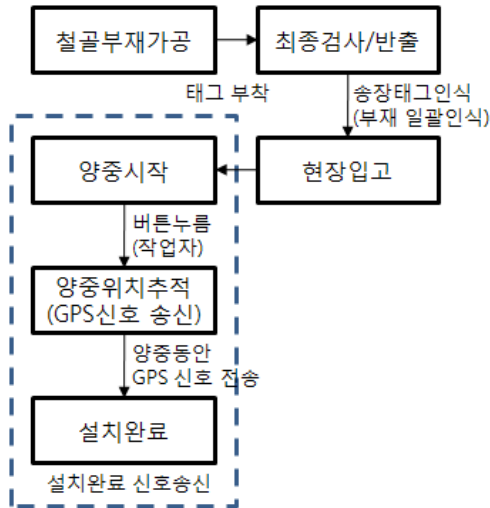 철골부재가공
최종검사/반출
태그 부착
송장태그인식
(부재 일괄인식)
양중시작
현장입고
버튼누름
(작업자)
양중위치추적
(GPS신호 송신)
양중동안
GPS 신호 전송
설치완료
설치완료 신호송신